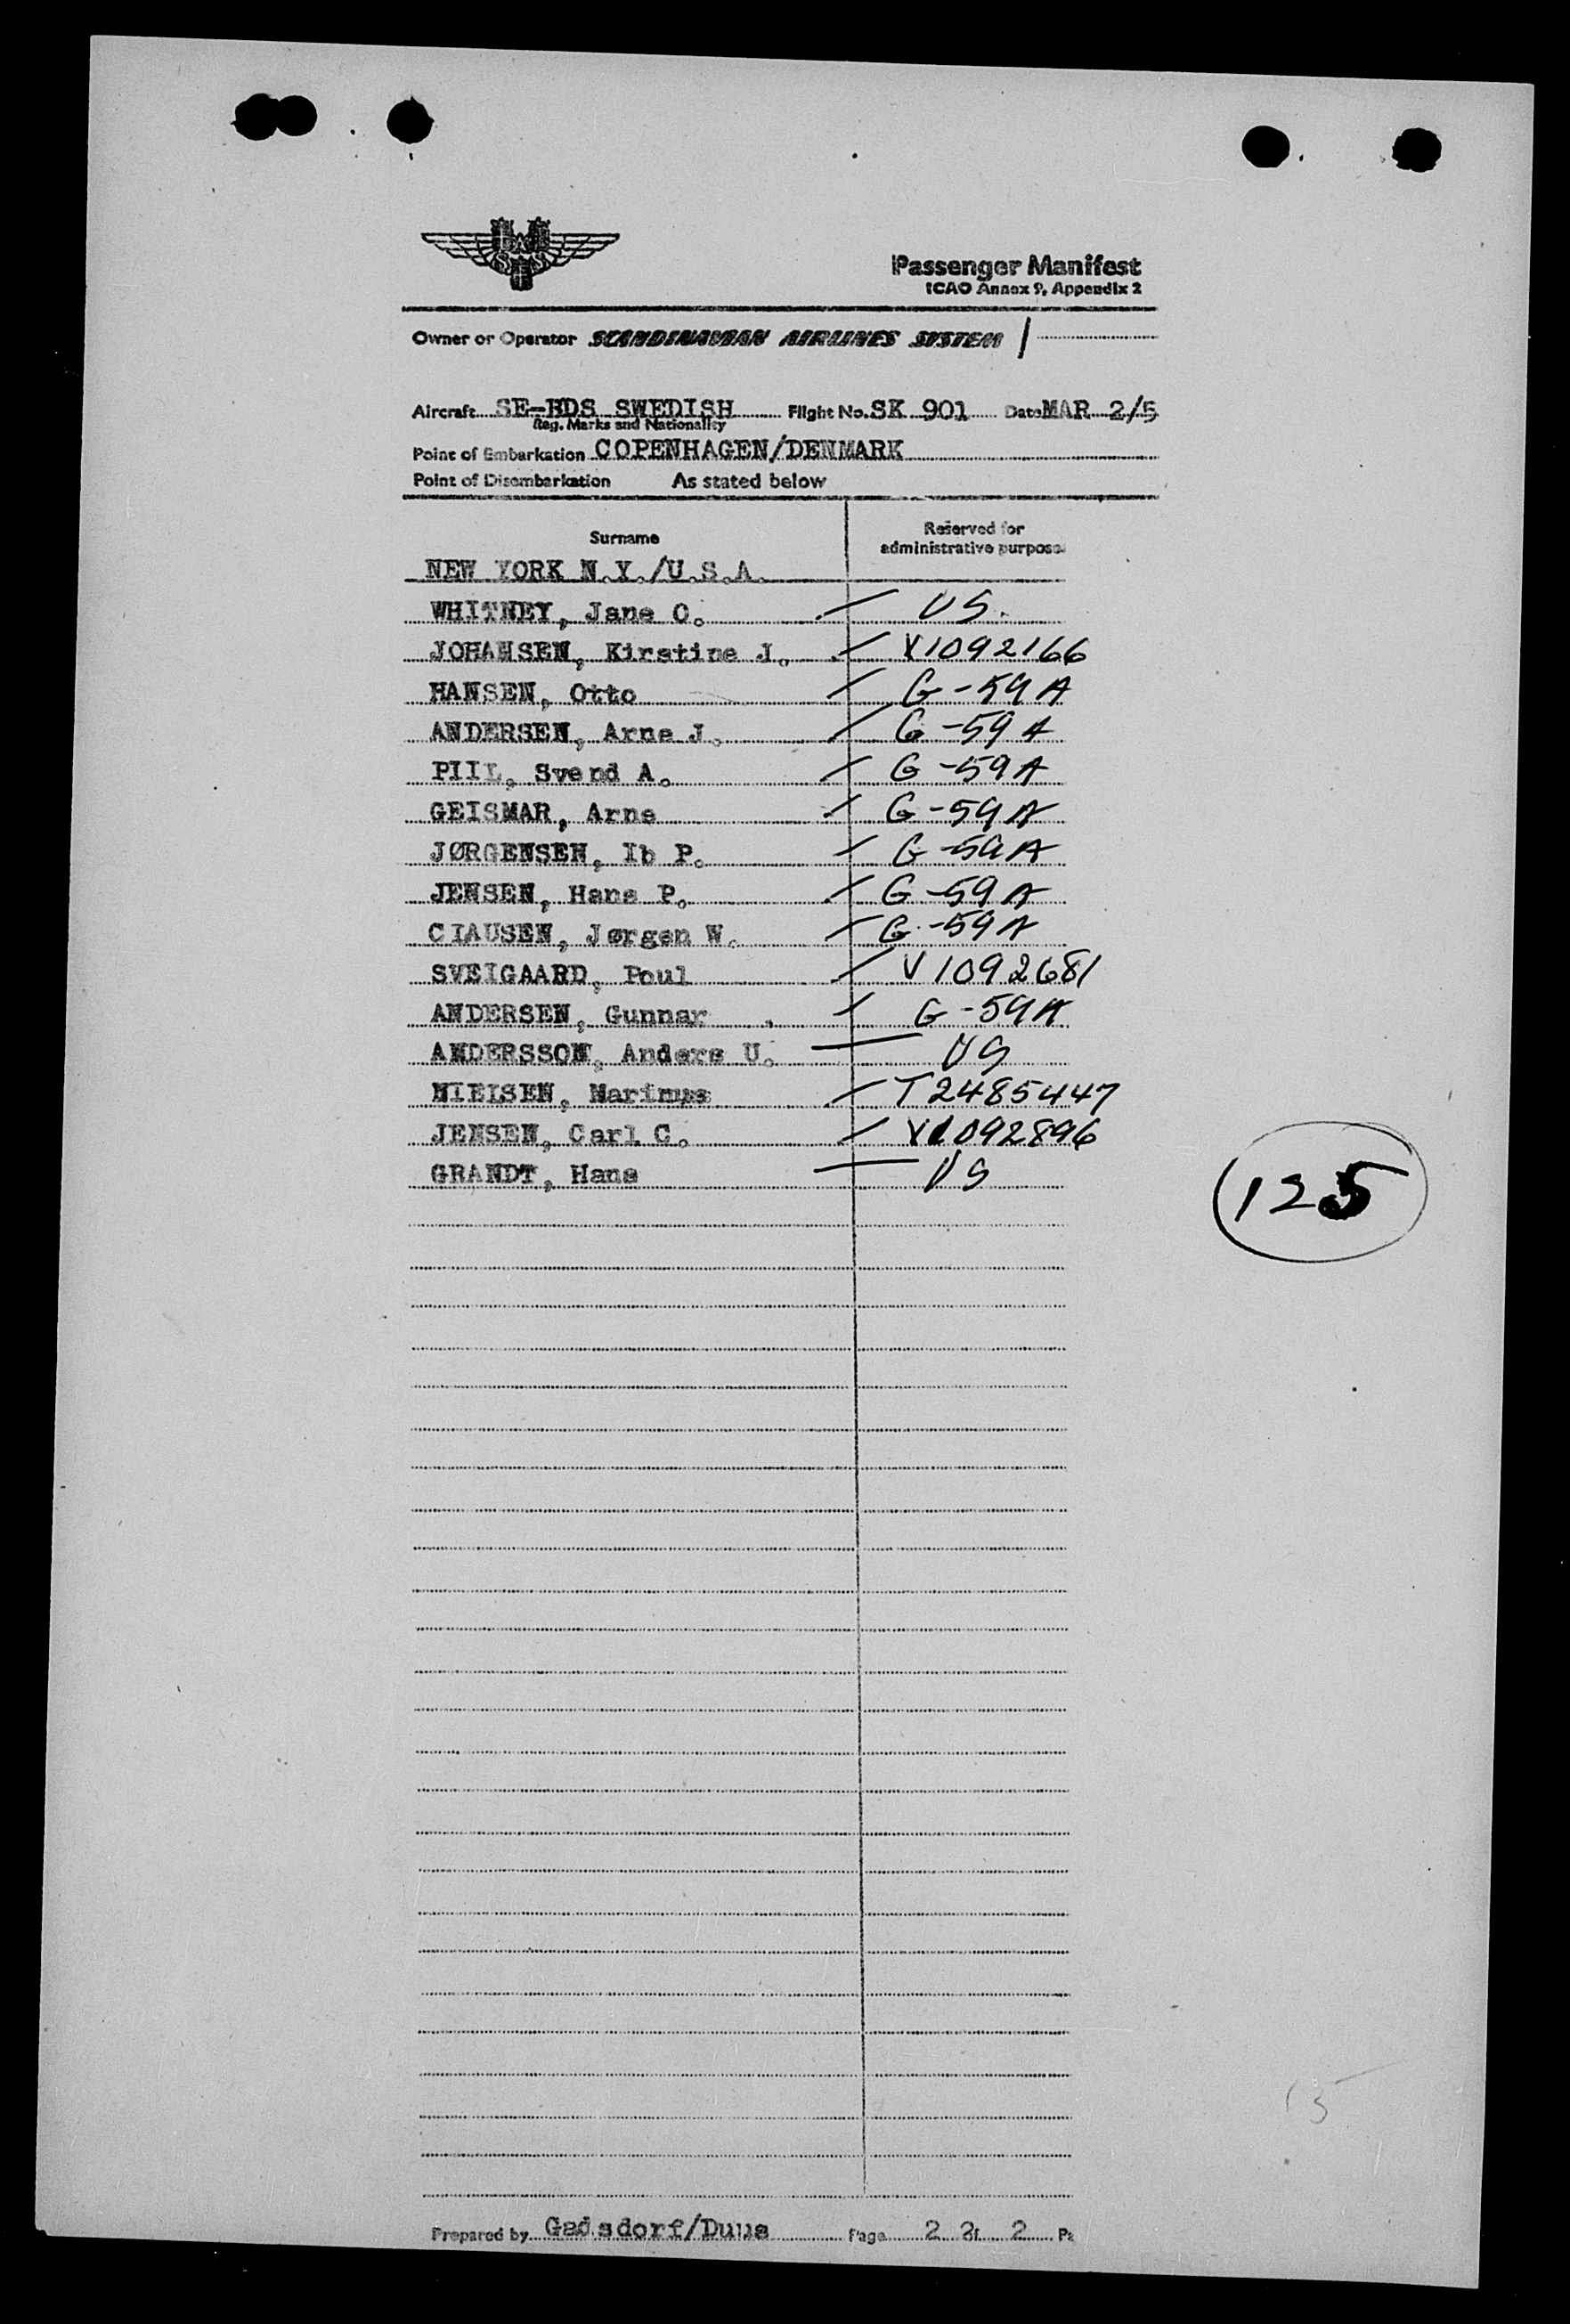 Passenger Manifest
ICAO Annex 9, Appendix 2
Owner or Operator SCANDINAVIAN AIRLINES SYSTEM /
Aircraft SE-BDS SWEDISH Flight No. SK 901 Date MAR 2/5
Reg. Marks and Nationality
Point of Embarkation COPENHAGEN/DENMARK
Point of Disembarkation As stated below
Surname Reserved for administrative purpose
NEW YORK N.Y./U.S.A.
WHITNEY, Jane C. US.
JOHANSEN, Kirstine J. V1092166
HANSEN, Otto G-59A
ANDERSEN, Arne J. G-59A
PIIL, Svend A. G-59A
GEISMAR, Arne G-59A
JØRGENSEN, Ib P. G-59A
JENSEN, Hans P. G-59A
CLAUSEN, Jørgen W. G-59A
SVEIGAARD, Poul V1092681
ANDERSEN, Gunnar G-59A
ANDERSSON, Anders U. US
NIELSEN, Marinus T2485447
JENSEN, Carl C. V1092896
GRANDT, Hans US
125
15
Prepared by Gadsdorf/Duus Page 2 of 2 Pa